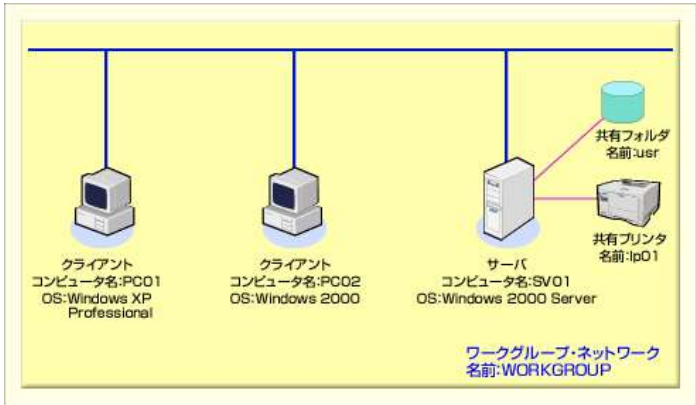 共有フォルダ
名前:usr
共有プリンタ
名前:lp01
クライアント
コンピュータ名:PC01
OS:Windows XP
Professional
クライアント
コンピュータ名:PC02
OS:Windows 2000
サーバ
コンピュータ名:SV01
OS:Windows 2000 Server
ワークグループ・ネットワーク
名前:WORKGROUP